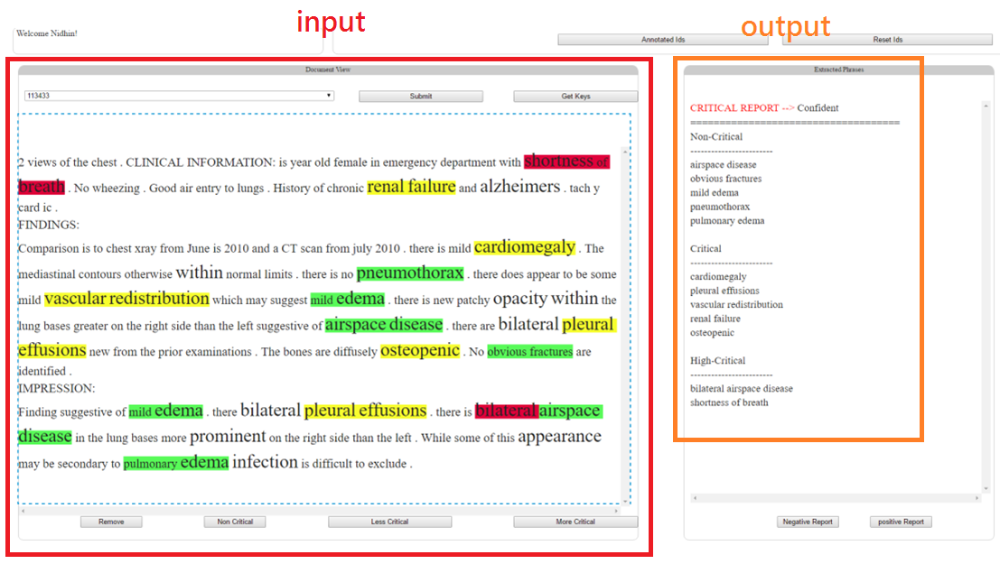 input
output
Welcome Nidhin!
Annotated Ids
Reset Ids
Document View
113433
Submit
Get Keys
2 views of the chest . CLINICAL INFORMATION: is year old female in emergency department with shortness of
breath . No wheezing . Good air entry to lungs . History of chronic renal failure and alzheimers . tach y
card ic .
FINDINGS:
Comparison is to chest xray from June is 2010 and a CT scan from july 2010 . there is mild cardiomegaly . The
mediastinal contours otherwise within normal limits . there is no pneumothorax . there does appear to be some
mild vascular redistribution which may suggest mild edema . there is new patchy opacity within the
lung bases greater on the right side than the left suggestive of airspace disease . there are bilateral pleural
effusions new from the prior examinations . The bones are diffusely osteopenic . No obvious fractures are
identified .
IMPRESSION:
Finding suggestive of mild edema . there bilateral pleural effusions . there is bilateral airspace
disease in the lung bases more prominent on the right side than the left . While some of this appearance
may be secondary to pulmonary edema infection is difficult to exclude .
Remove
Non Critical
Less Critical
More Critical
Extracted Phrases
CRITICAL REPORT --> Confident
====================================
Non-Critical
------------------------
airspace disease
obvious fractures
mild edema
pneumothorax
pulmonary edema
Critical
------------------------
cardiomegaly
pleural effusions
vascular redistribution
renal failure
osteopenic
High-Critical
------------------------
bilateral airspace disease
shortness of breath
Negative Report
positive Report